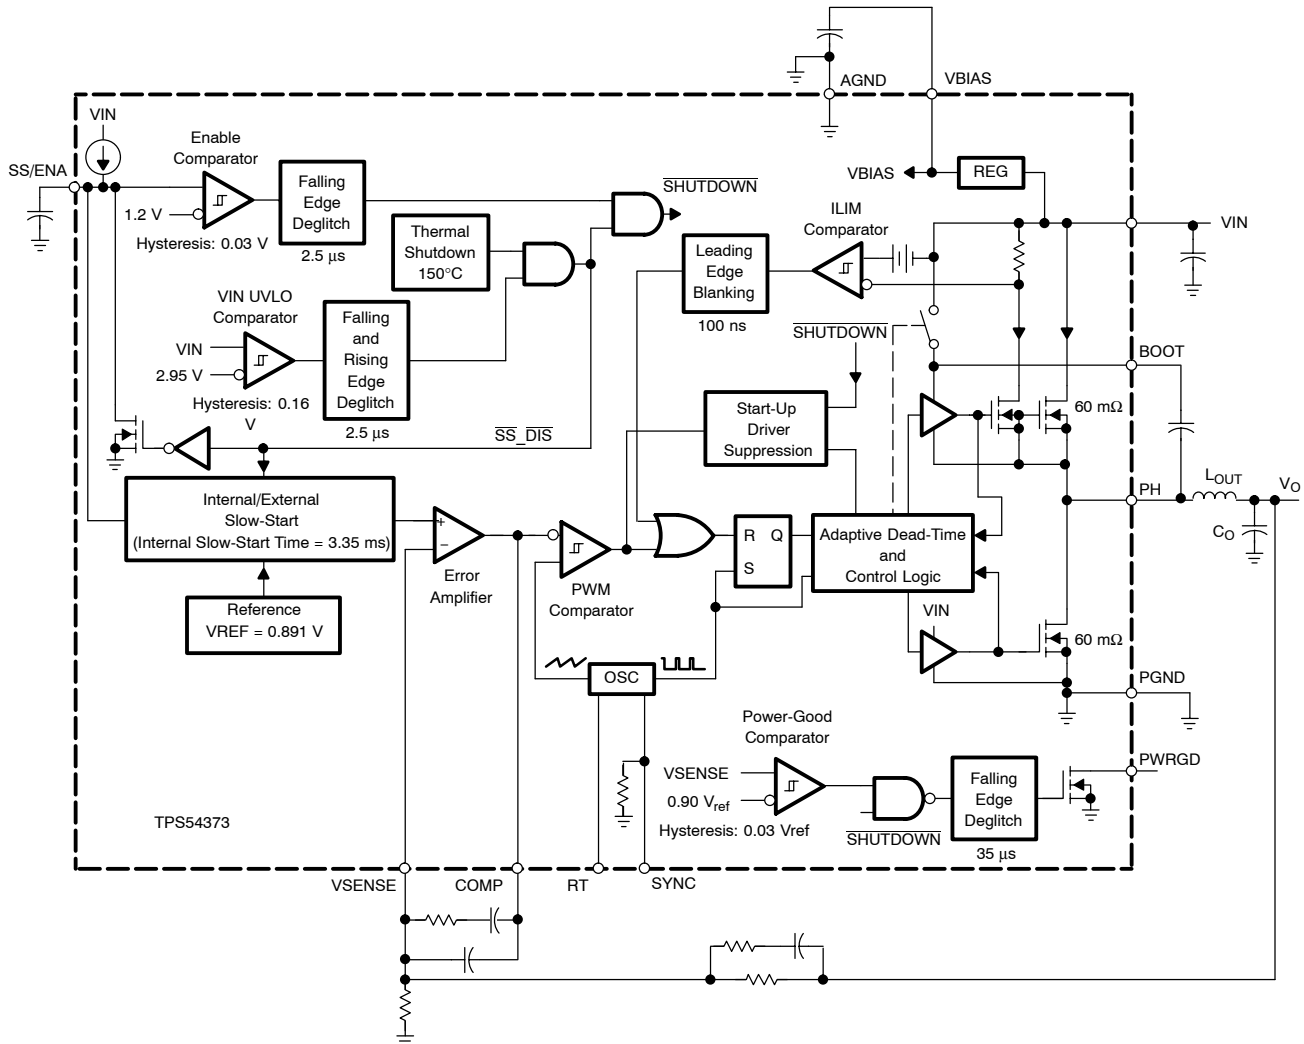 AGND
VBIAS
VIN
Enable
Comparator
SS/ENA
1.2 V
Hysteresis: 0.03 V
Falling
Edge
Deglitch
2.5 μs
Thermal
Shutdown
150°C
SHUTDOWN
VBIAS
REG
ILIM
Comparator
VIN
Leading
Edge
Blanking
100 ns
VIN UVLO
Comparator
VIN
2.95 V
Hysteresis: 0.16
V
Falling
and
Rising
Edge
Deglitch
2.5 μs
SHUTDOWN
BOOT
Start-Up
Driver
Suppression
60 mΩ
SS_DIS
Internal/External
Slow-Start
(Internal Slow-Start Time = 3.35 ms)
+
−
Error
Amplifier
PWM
Comparator
R Q
S
Adaptive Dead-Time
and
Control Logic
PH
LOUT
VO
CO
Reference
VREF = 0.891 V
VIN
60 mΩ
OSC
PGND
Power-Good
Comparator
VSENSE
0.90 Vref
Hysteresis: 0.03 Vref
SHUTDOWN
Falling
Edge
Deglitch
35 μs
PWRGD
TPS54373
VSENSE
COMP
RT
SYNC